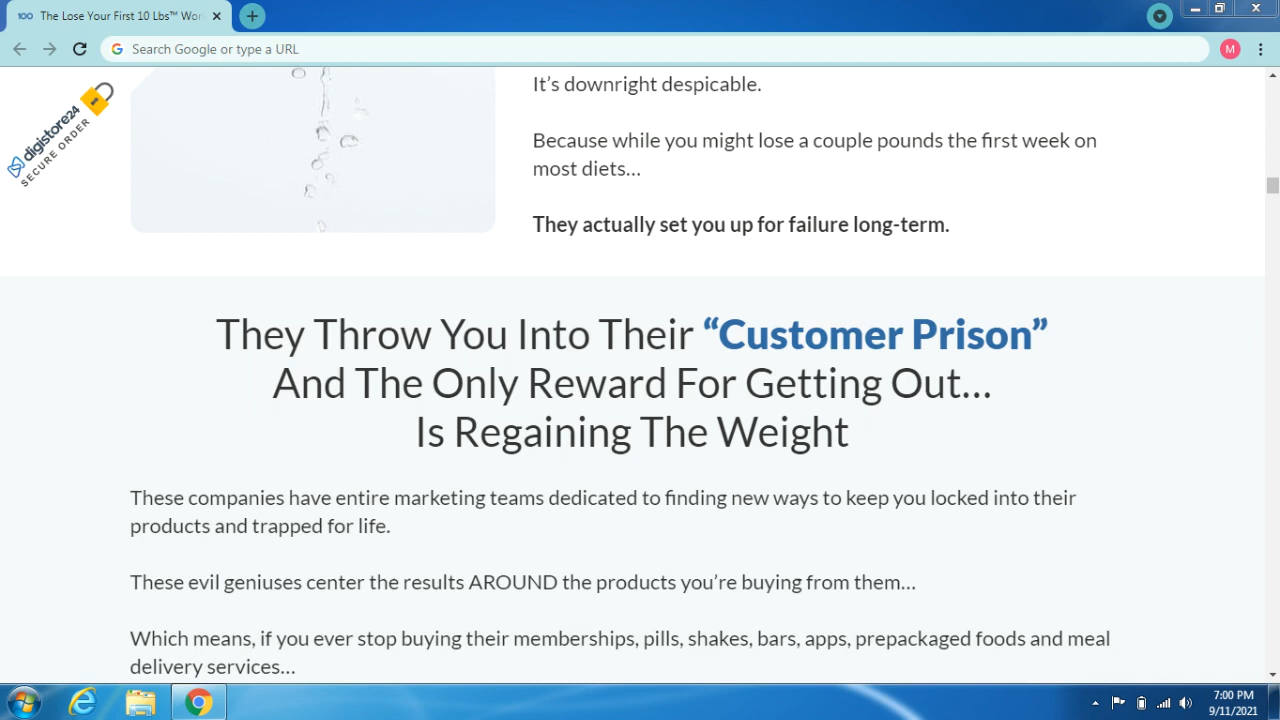 100 The Lose Your First 10 Lbs™ Wor
Search Google or type a URL
M
digistore24
SECURE ORDER
It's downright despicable.
Because while you might lose a couple pounds the first week on
most diets…
They actually set you up for failure long-term.
They Throw You Into Their “Customer Prison”
And The Only Reward For Getting Out…
Is Regaining The Weight
These companies have entire marketing teams dedicated to finding new ways to keep you locked into their
products and trapped for life.
These evil geniuses center the results AROUND the products you’re buying from them…
Which means, if you ever stop buying their memberships, pills, shakes, bars, apps, prepackaged foods and meal
delivery services…
7:00 PM
9/11/2021